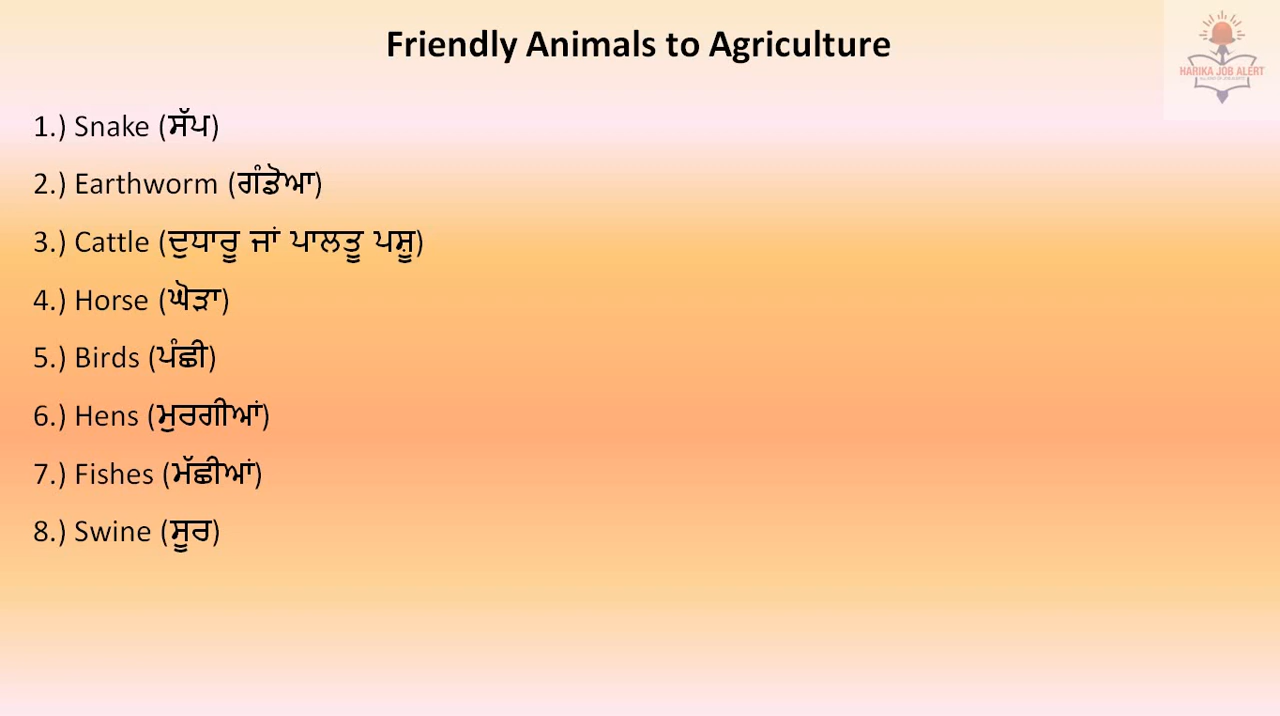 Friendly Animals to Agriculture
HARIKA JOB ALERT
1.) Snake (ਸੱਪ)
2.) Earthworm (ਗੰਡੋਆ)
3.) Cattle (ਦੁਧਾਰੂ ਜਾਂ ਪਾਲਤੂ ਪਸ਼ੂ)
4.) Horse (ਘੋੜਾ)
5.) Birds (ਪੰਛੀ)
6.) Hens (ਮੁਰਗੀਆਂ)
7.) Fishes (ਮੱਛੀਆਂ)
8.) Swine (ਸੂਰ)